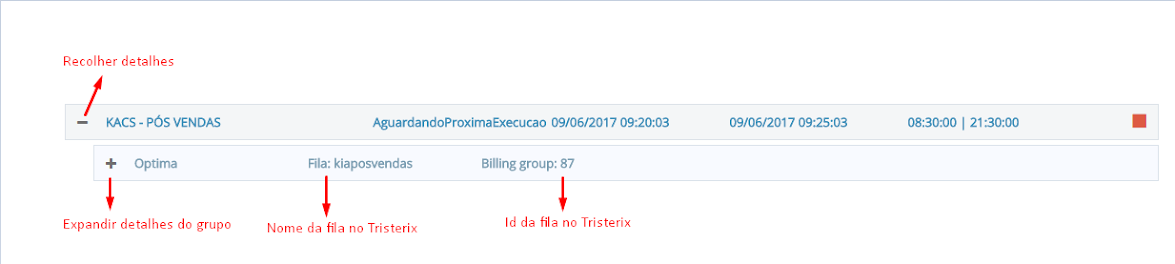 Recolher detalhes
KACS - PÓS VENDAS AguardandoProximaExecucao 09/06/2017 09:20:03 09/06/2017 09:25:03 08:30:00 | 21:30:00
Optima Fila: kiaposvendas Billing group: 87
Expandir detalhes do grupo Nome da fila no Tristerix Id da fila no Tristerix